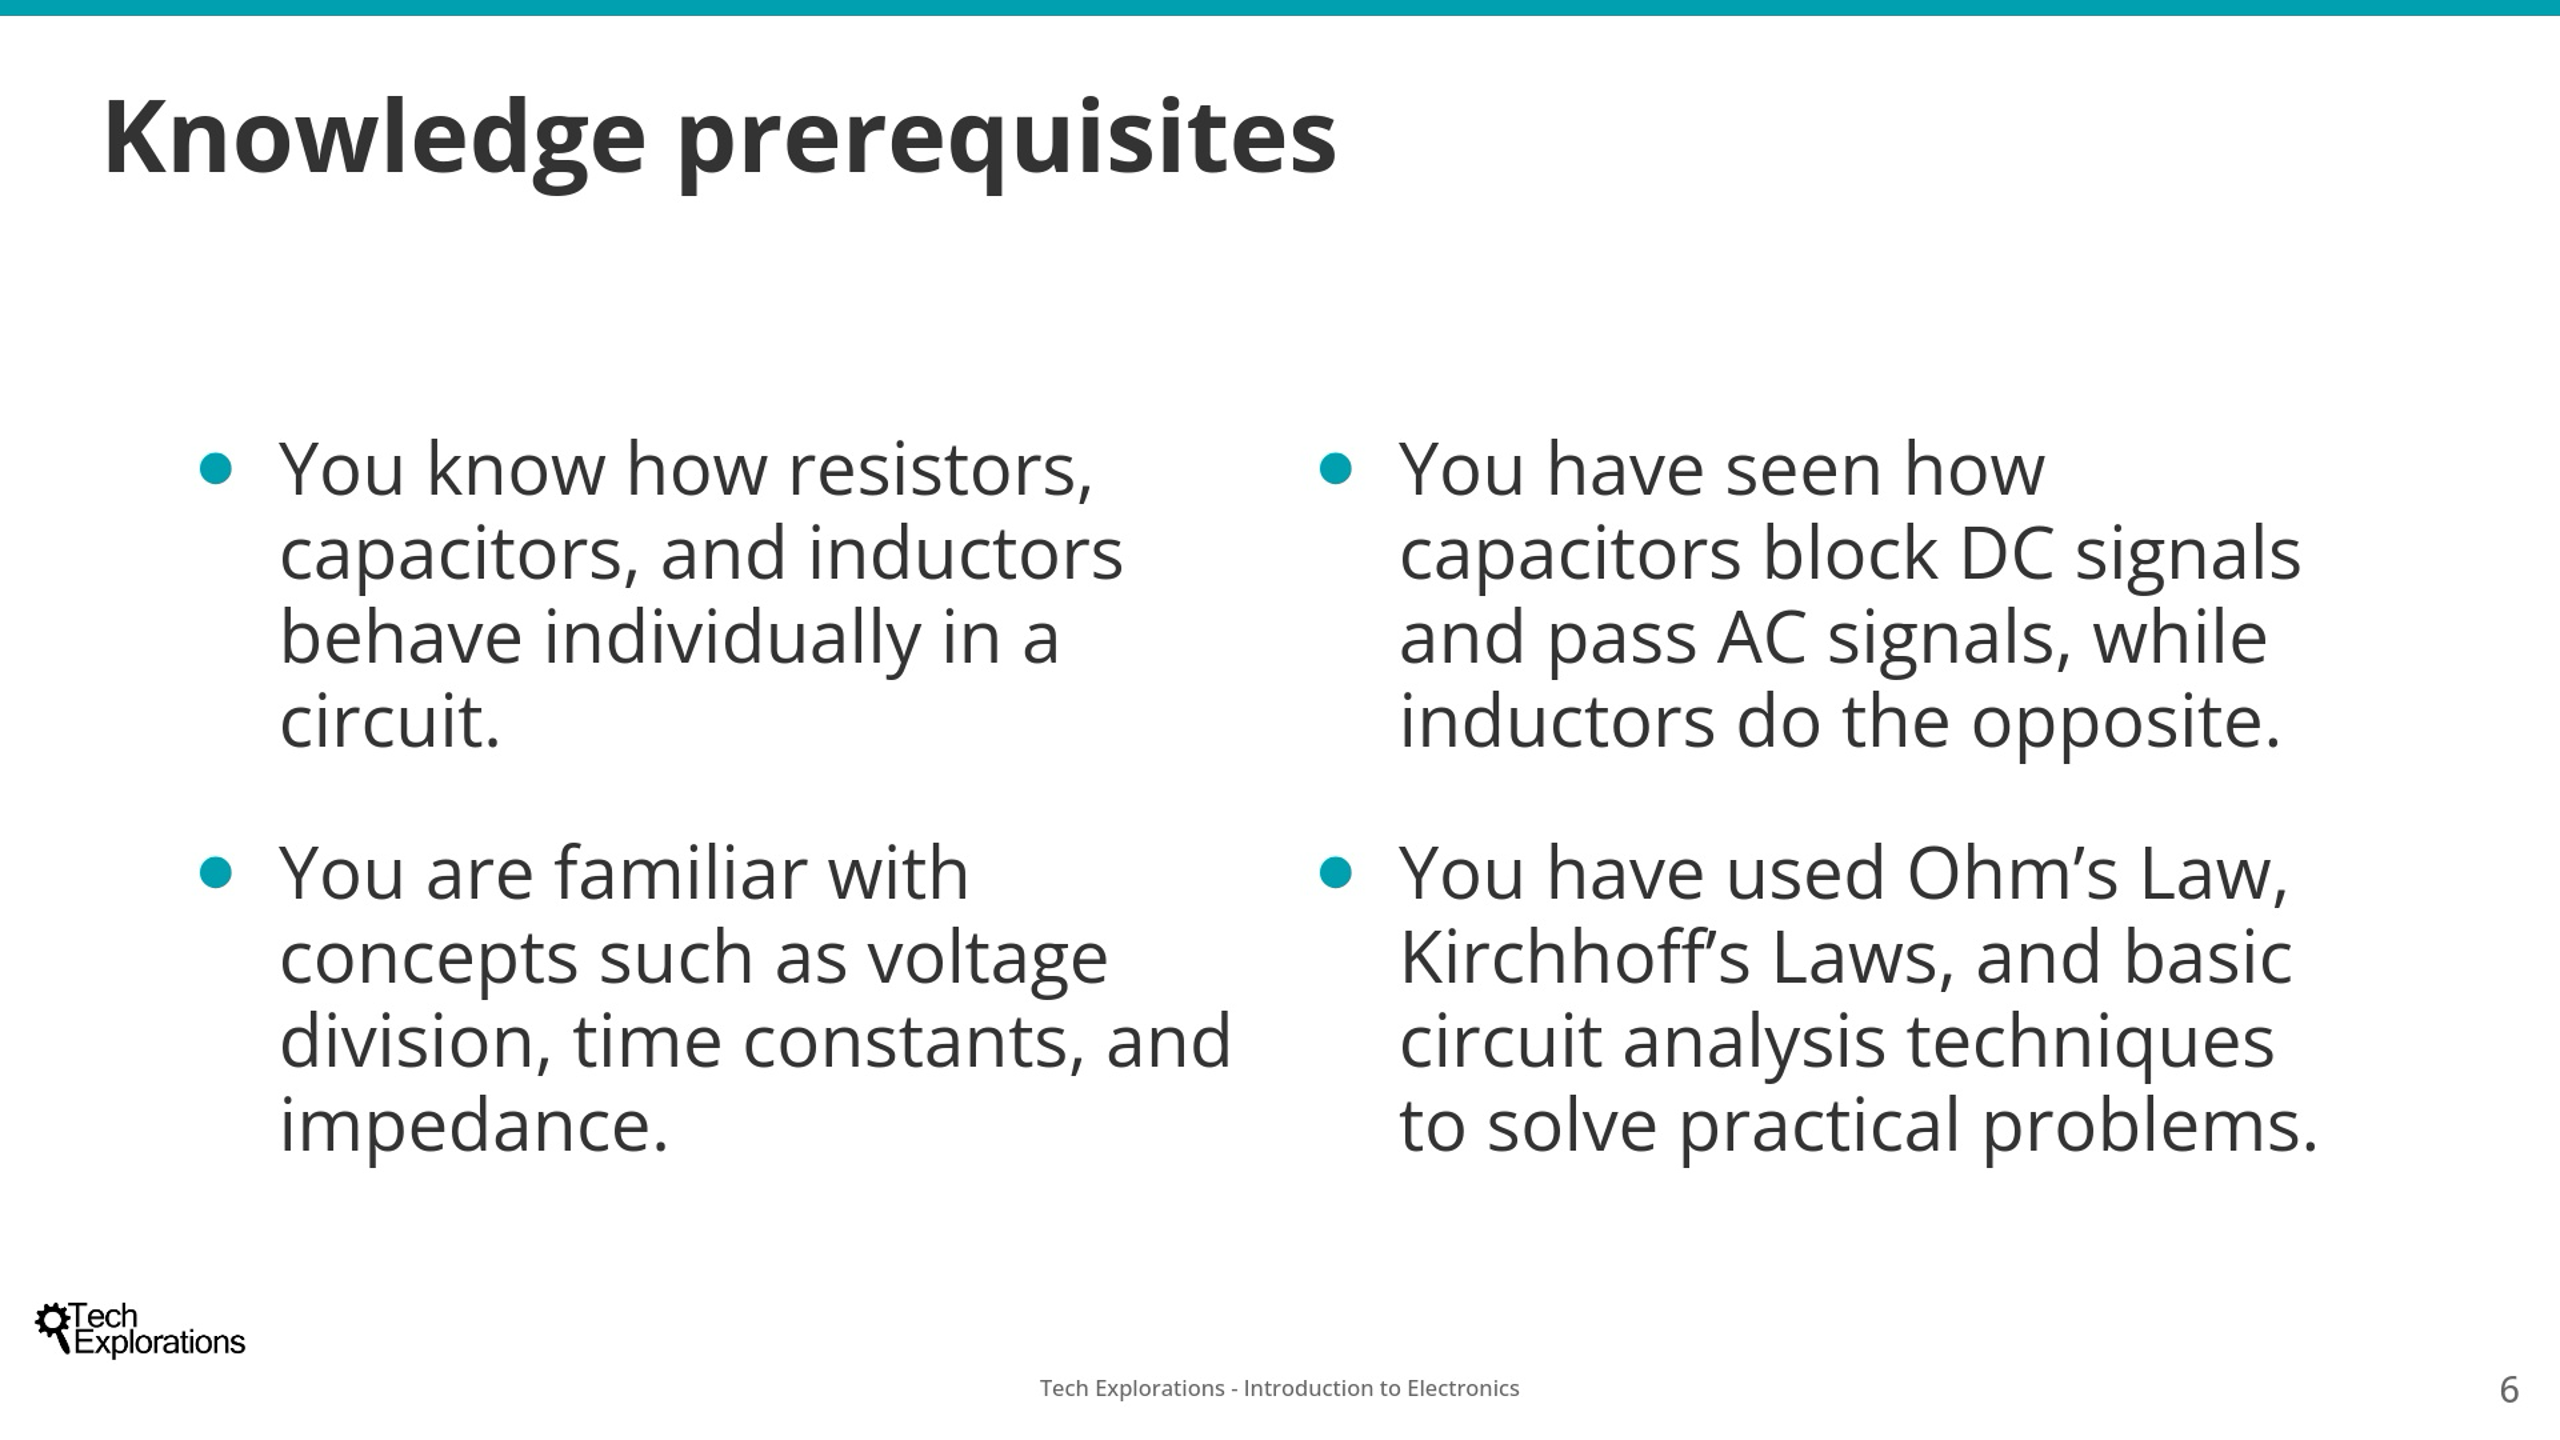 Knowledge prerequisites
You know how resistors,
capacitors, and inductors
behave individually in a
circuit.
You are familiar with
concepts such as voltage
division, time constants, and
impedance.
You have seen how
capacitors block DC signals
and pass AC signals, while
inductors do the opposite.
You have used Ohm’s Law,
Kirchhoff’s Laws, and basic
circuit analysis techniques
to solve practical problems.
Tech
Explorations
Tech Explorations - Introduction to Electronics
6